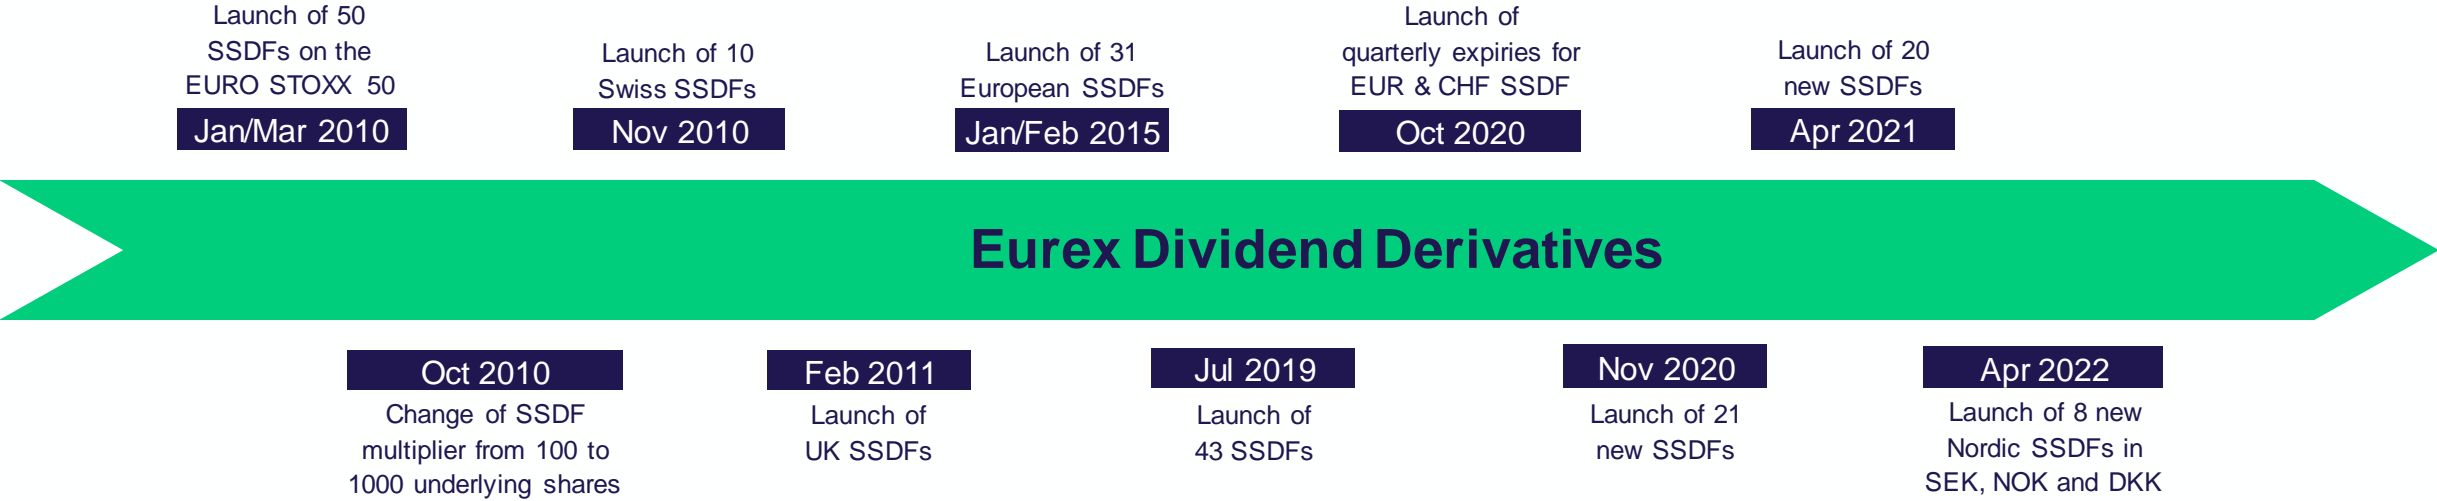 Launch of 50
SSDFs on the
EURO STOXX 50
Jan/Mar 2010
Launch of 10
Swiss SSDFs
Nov 2010
Launch of 31
European SSDFs
Jan/Feb 2015
Launch of
quarterly expiries for
EUR & CHF SSDF
Oct 2020
Launch of 20
new SSDFs
Apr 2021
Eurex Dividend Derivatives
Oct 2010
Change of SSDF
multiplier from 100 to
1000 underlying shares
Feb 2011
Launch of
UK SSDFs
Jul 2019
Launch of
43 SSDFs
Nov 2020
Launch of 21
new SSDFs
Apr 2022
Launch of 8 new
Nordic SSDFs in
SEK, NOK and DKK